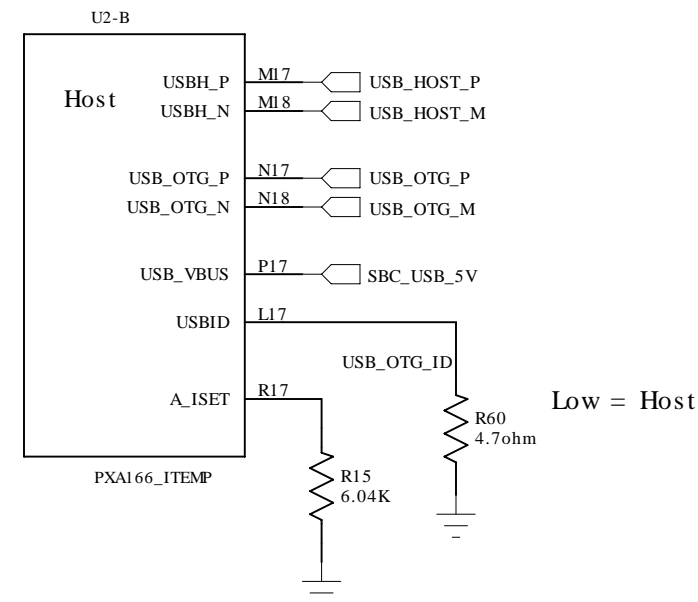 U2-B
Host
USBH_P M17 USB_HOST_P
USBH_N M18 USB_HOST_M
USB_OTG_P N17 USB_OTG_P
USB_OTG_N N18 USB_OTG_M
USB_VBUS P17 SBC_USB_5V
USBID L17
USB_OTG_ID
A_ISET R17
Low = Host
R60
4.7ohm
PXA166_ITEMP
R15
6.04K